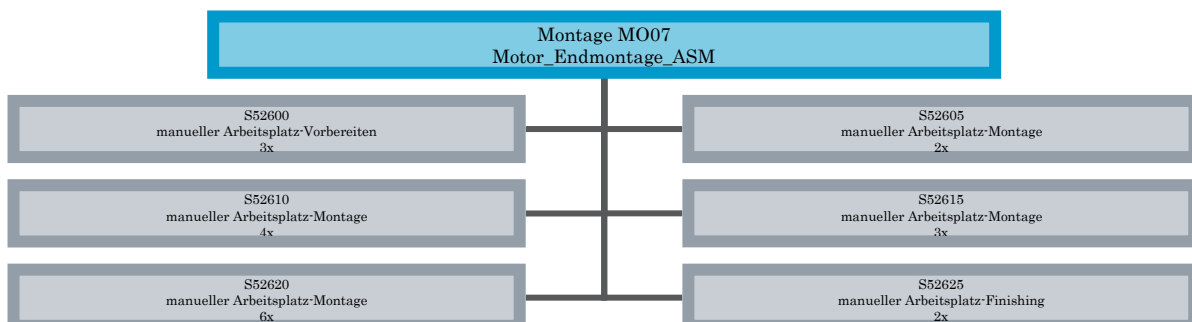 Montage MO07
Motor_Endmontage_ASM
S52600
manueller Arbeitsplatz-Vorbereiten
3x
S52605
manueller Arbeitsplatz-Montage
2x
S52610
manueller Arbeitsplatz-Montage
4x
S52615
manueller Arbeitsplatz-Montage
3x
S52620
manueller Arbeitsplatz-Montage
6x
S52625
manueller Arbeitsplatz-Finishing
2x